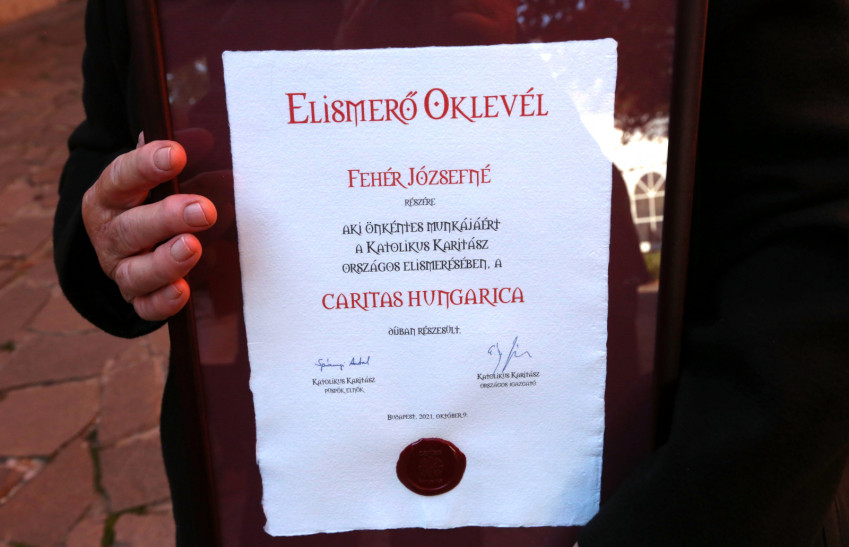 Elismerő Oklevél
Fehér Józsefné
részére
aki önkéntes munkájáért
a Katolikus Karitász
országos elismerésében, a
Caritas Hungarica
díjban részesült.
Katolikus Karitász
püspök, elnök
Katolikus Karitász
országos igazgató
Budapest, 2021. október 9.